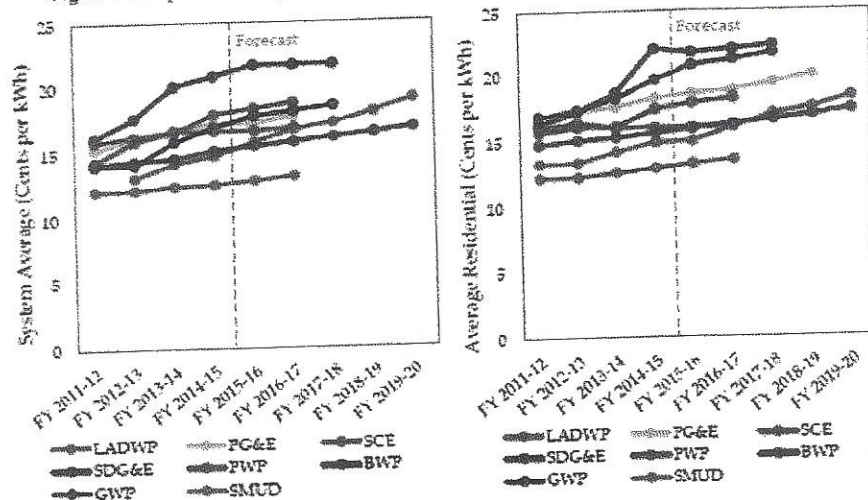 Forecast
Forecast
System Average (Cents per kWh)
25
20
15
10
5
0
FY 2011-12
FY 2012-13
FY 2013-14
FY 2014-15
FY 2015-16
FY 2016-17
FY 2017-18
FY 2018-19
FY 2019-20
LADWP
PG&E
SCE
SDG&E
PWP
BWP
GWP
SMUD
Average Residential (Cents per kWh)
25
20
15
10
5
0
FY 2011-12
FY 2012-13
FY 2013-14
FY 2014-15
FY 2015-16
FY 2016-17
FY 2017-18
FY 2018-19
FY 2019-20
LADWP
PG&E
SCE
SDG&E
PWP
BWP
GWP
SMUD